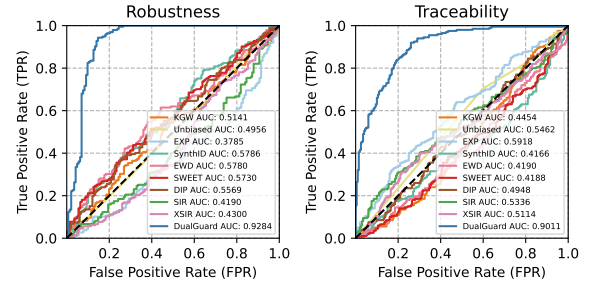 Robustness
True Positive Rate (TPR)
1.0
0.8
0.6
0.4
0.2
0.0
KGW AUC: 0.5141
Unbiased AUC: 0.4956
EXP AUC: 0.3785
SynthID AUC: 0.5786
EWD AUC: 0.5780
SWEET AUC: 0.5730
DIP AUC: 0.5569
SIR AUC: 0.4190
XSIR AUC: 0.4300
DualGuard AUC: 0.9284
0.2 0.4 0.6 0.8 1.0
False Positive Rate (FPR)
Traceability
True Positive Rate (TPR)
1.0
0.8
0.6
0.4
0.2
0.0
KGW AUC: 0.4454
Unbiased AUC: 0.5462
EXP AUC: 0.5918
SynthID AUC: 0.4166
EWD AUC: 0.4190
SWEET AUC: 0.4188
DIP AUC: 0.4948
SIR AUC: 0.5336
XSIR AUC: 0.5114
DualGuard AUC: 0.9011
0.2 0.4 0.6 0.8 1.0
False Positive Rate (FPR)